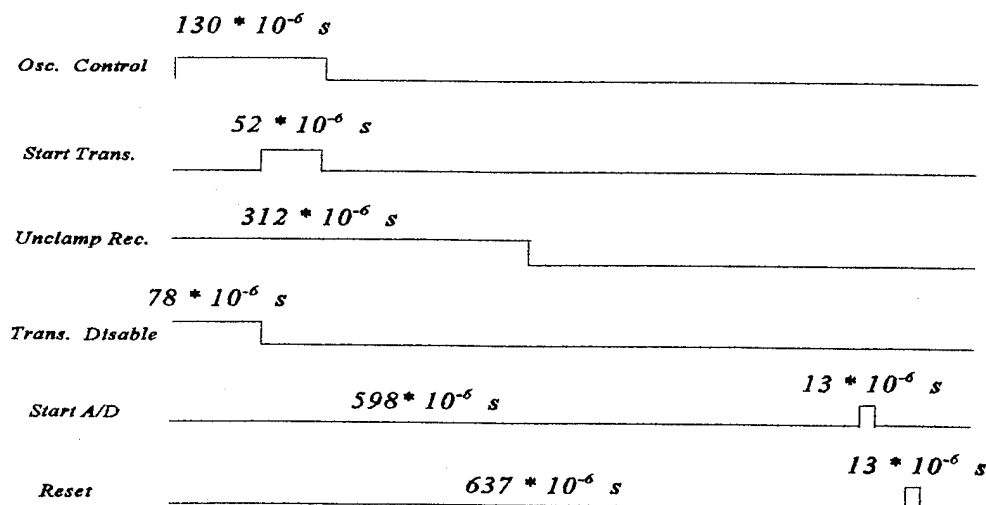 130 * 10⁻⁶ s
Osc. Control
52 * 10⁻⁶ s
Start Trans.
312 * 10⁻⁶ s
Unclamp Rec.
78 * 10⁻⁶ s
Trans. Disable
13 * 10⁻⁶ s
Start A/D 598* 10⁻⁶ s
13 * 10⁻⁶ s
Reset 637 * 10⁻⁶ s